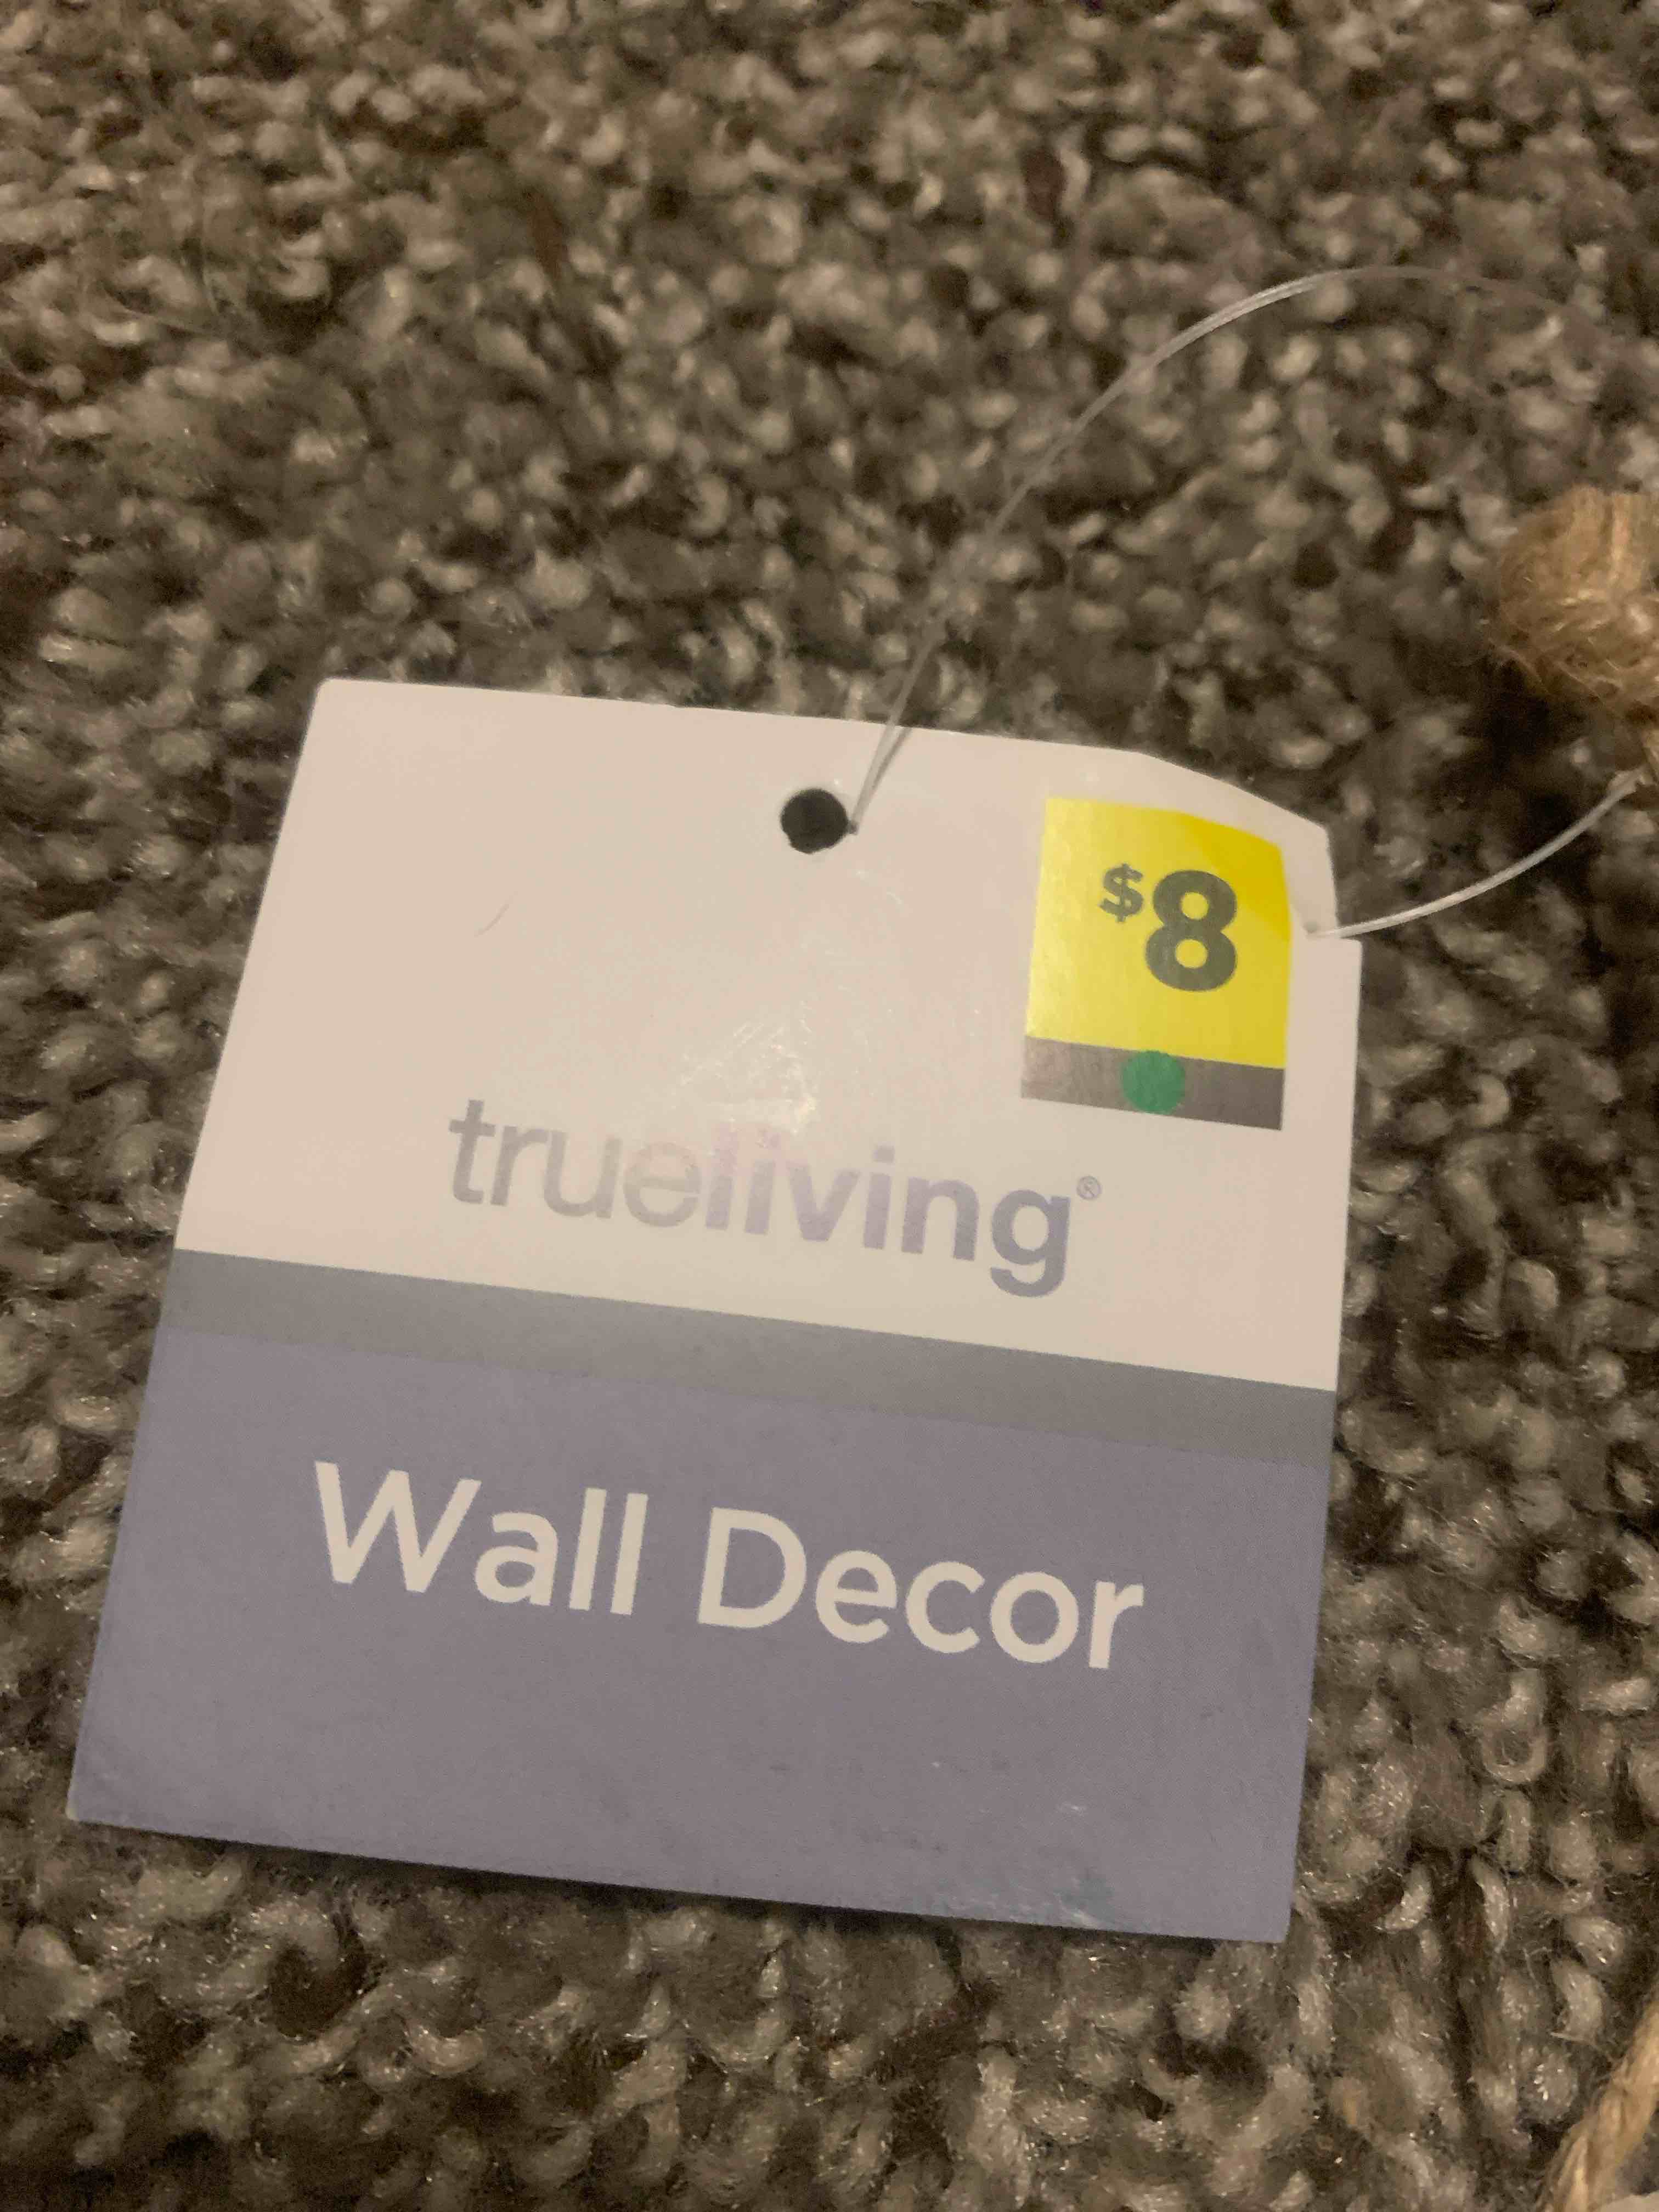 $8
trueliving®
Wall Decor